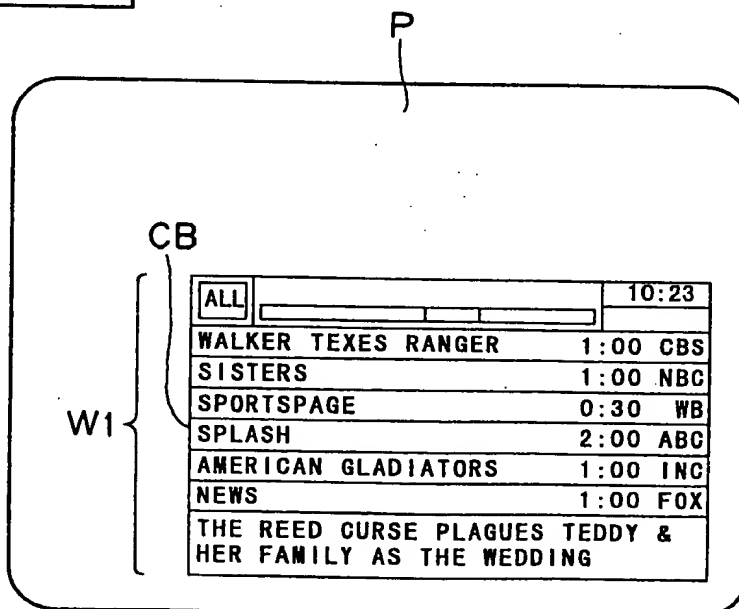 P
CB
W1
ALL 10:23
WALKER TEXES RANGER 1:00 CBS
SISTERS 1:00 NBC
SPORTSPAGE 0:30 WB
SPLASH 2:00 ABC
AMERICAN GLADIATORS 1:00 INC
NEWS 1:00 FOX
THE REED CURSE PLAGUES TEDDY &
HER FAMILY AS THE WEDDING